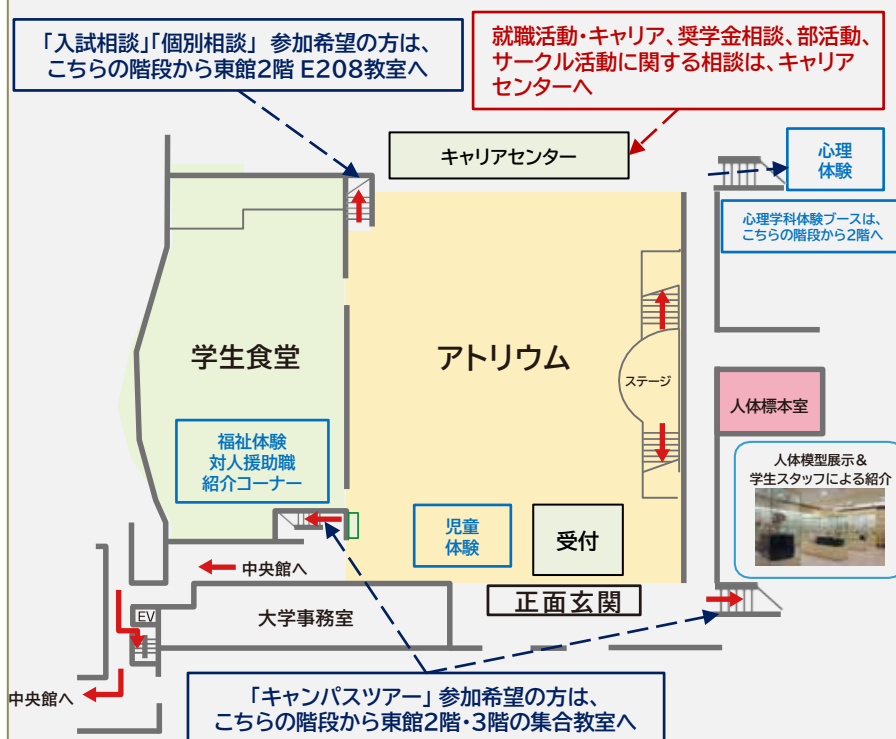 「入試相談」「個別相談」 参加希望の方は、
こちらの階段から東館2階 E208教室へ
就職活動・キャリア、奨学金相談、部活動、
サークル活動に関する相談は、キャリア
センターへ
キャリアセンター
心理
体験
心理学科体験ブースは、
こちらの階段から2階へ
学生食堂
アトリウム
ステージ
人体標本室
福祉体験
対人援助職
紹介コーナー
人体模型展示&
学生スタッフによる紹介
児童
体験
受付
中央館へ
正面玄関
EV
大学事務室
中央館へ
「キャンパスツアー」 参加希望の方は、
こちらの階段から東館2階・3階の集合教室へ